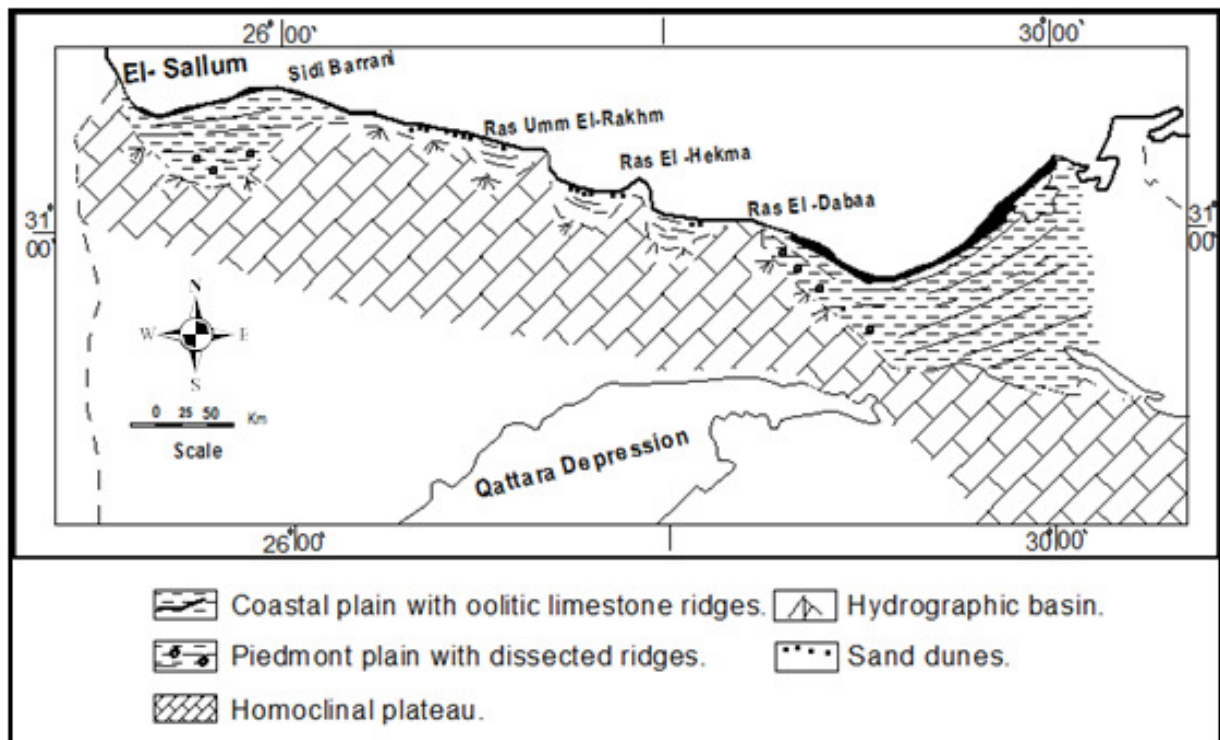 26° 00'
30° 00'
El- Sallum
Sidi Barrani
Ras Umm El-Rakhm
Ras El -Hekma
Ras El -Dabaa
31° 00'
31° 00'
N
W E
S
0 25 50 Km
Scale
Qattara Depression
26° 00'
30° 00'
Coastal plain with oolitic limestone ridges.
Hydrographic basin.
Piedmont plain with dissected ridges.
Sand dunes.
Homoclinal plateau.